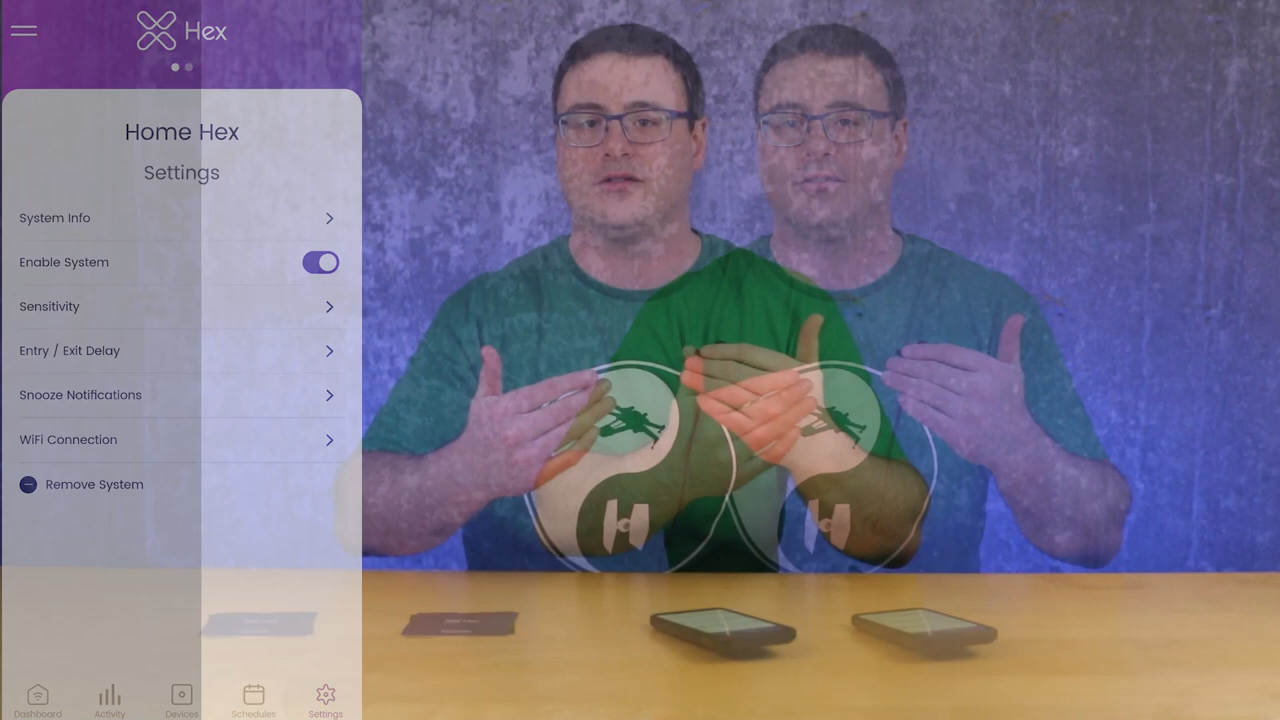 Hex
Home Hex
Settings
System Info
Enable System
Sensitivity
Entry / Exit Delay
Snooze Notifications
WiFi Connection
Remove System
Dashboard
Activity
Devices
Schedules
Settings